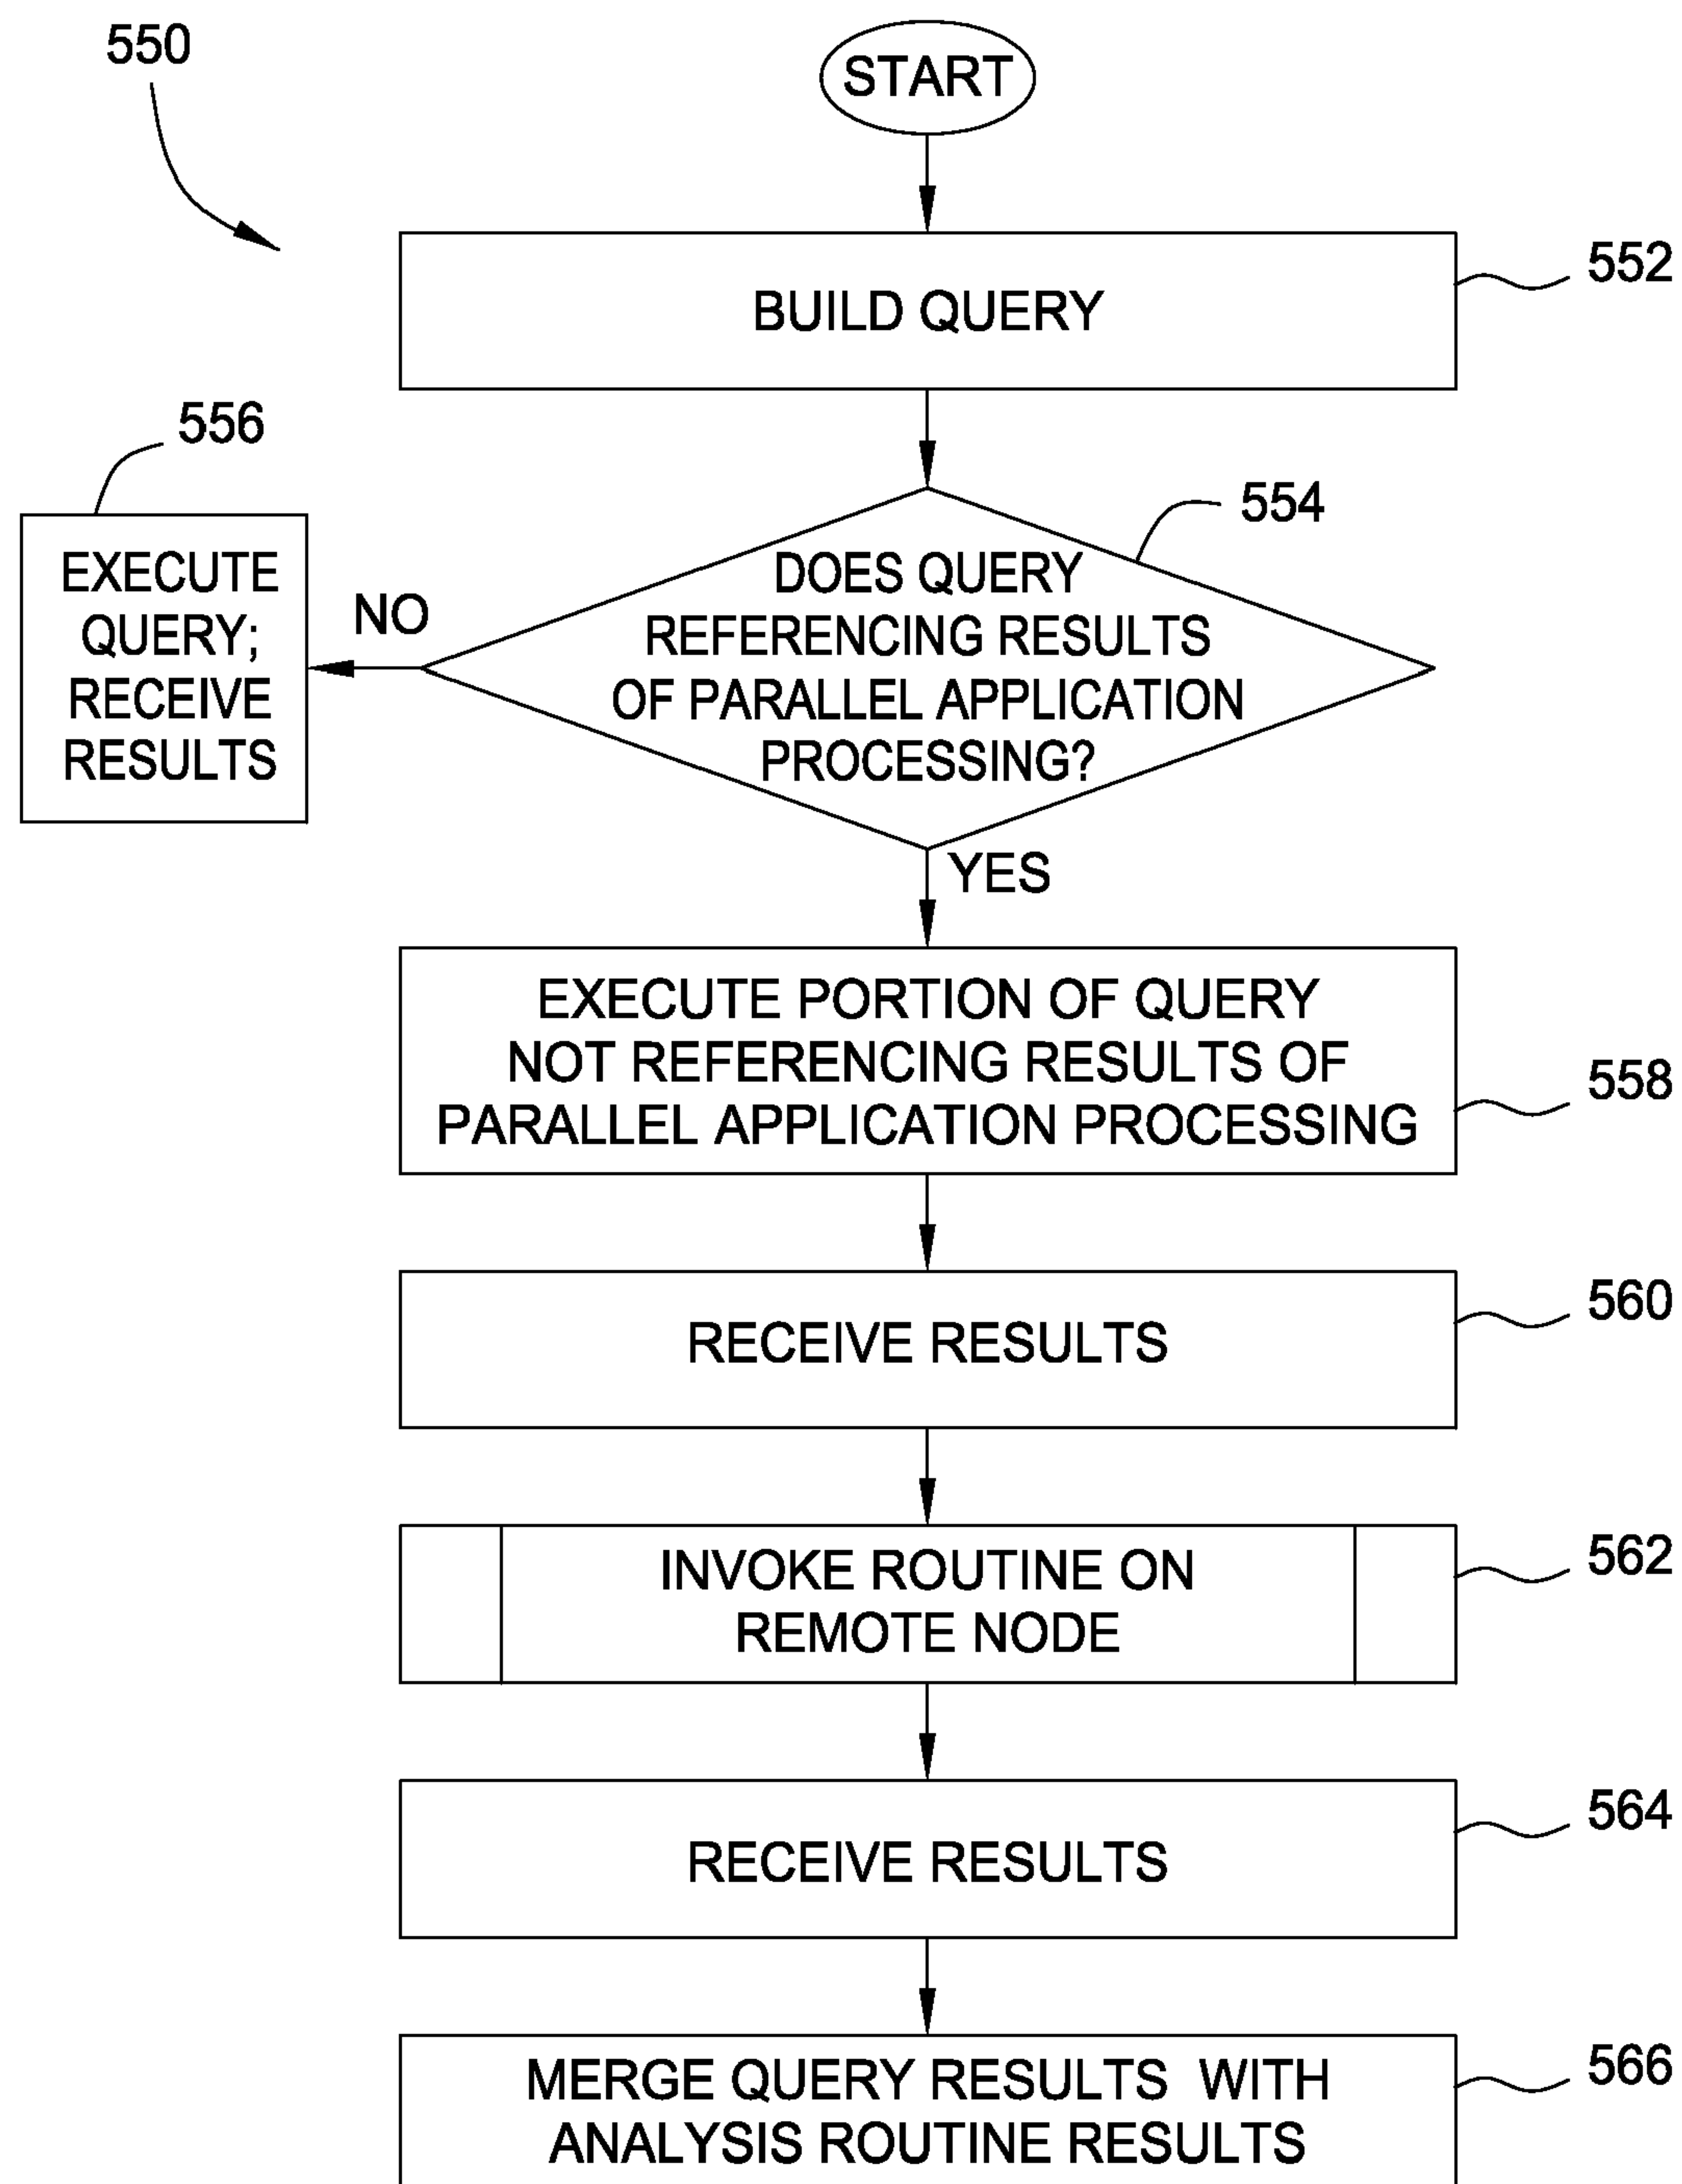 550
START
552
BUILD QUERY
556
554
EXECUTE
QUERY;
RECEIVE
RESULTS
NO
DOES QUERY
REFERENCING RESULTS
OF PARALLEL APPLICATION
PROCESSING?
YES
EXECUTE PORTION OF QUERY
NOT REFERENCING RESULTS OF
PARALLEL APPLICATION PROCESSING
558
560
RECEIVE RESULTS
562
INVOKE ROUTINE ON
REMOTE NODE
564
RECEIVE RESULTS
566
MERGE QUERY RESULTS WITH
ANALYSIS ROUTINE RESULTS